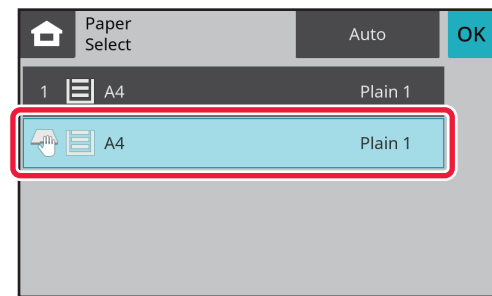 Paper
Select
Auto
OK
1 A4 Plain 1
A4 Plain 1